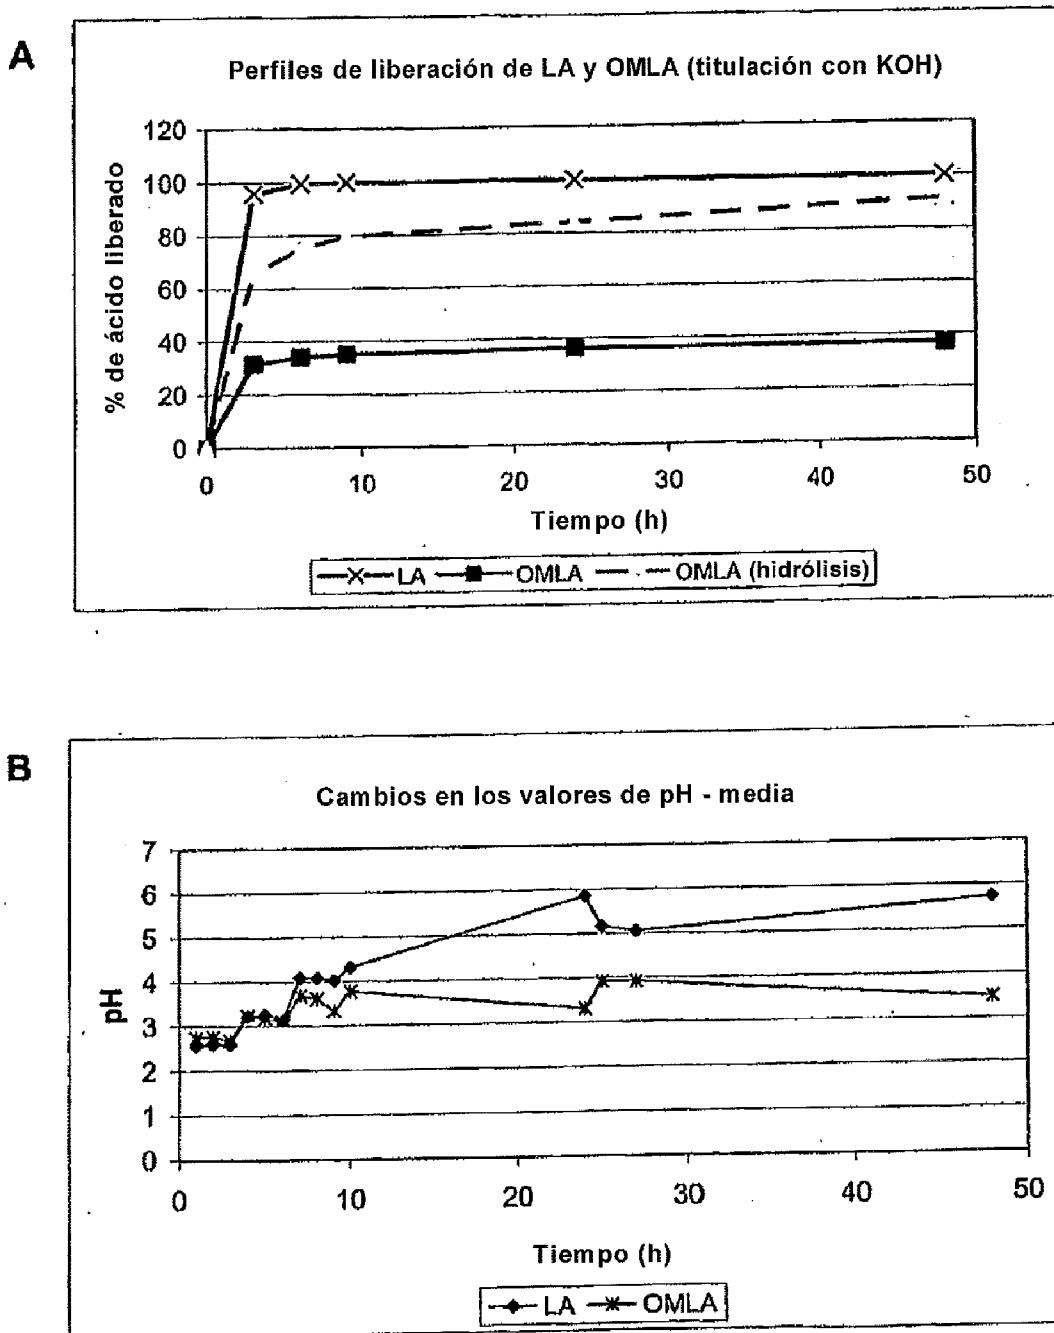 A
Perfiles de liberación de LA y OMLA (titulación con KOH)
% de ácido liberado
120
100
80
60
40
20
0
0 10 20 30 40 50
Tiempo (h)
LA OMLA OMLA (hidrólisis)
B
Cambios en los valores de pH - media
pH
7
6
5
4
3
2
1
0
0 10 20 30 40 50
Tiempo (h)
LA OMLA